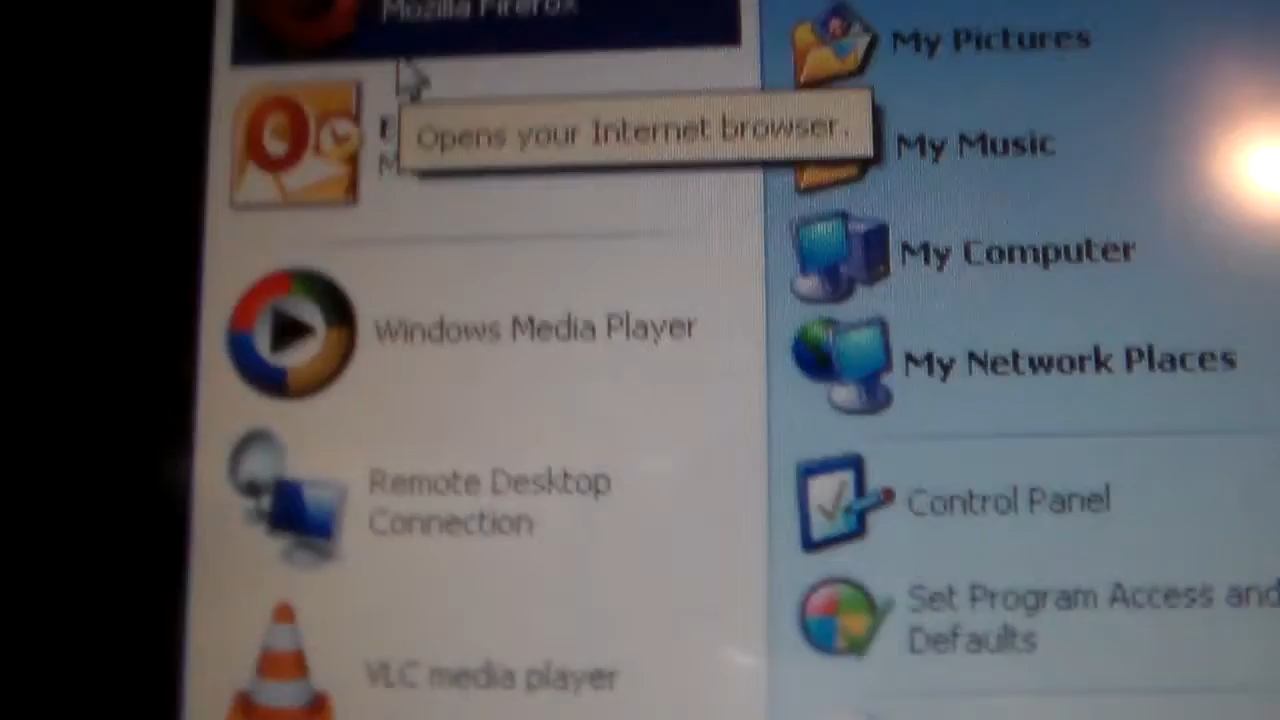 Mozilla Firefox
Opens your Internet browser.
Windows Media Player
Remote Desktop
Connection
VLC media player
My Pictures
My Music
My Computer
My Network Places
Control Panel
Set Program Access and
Defaults